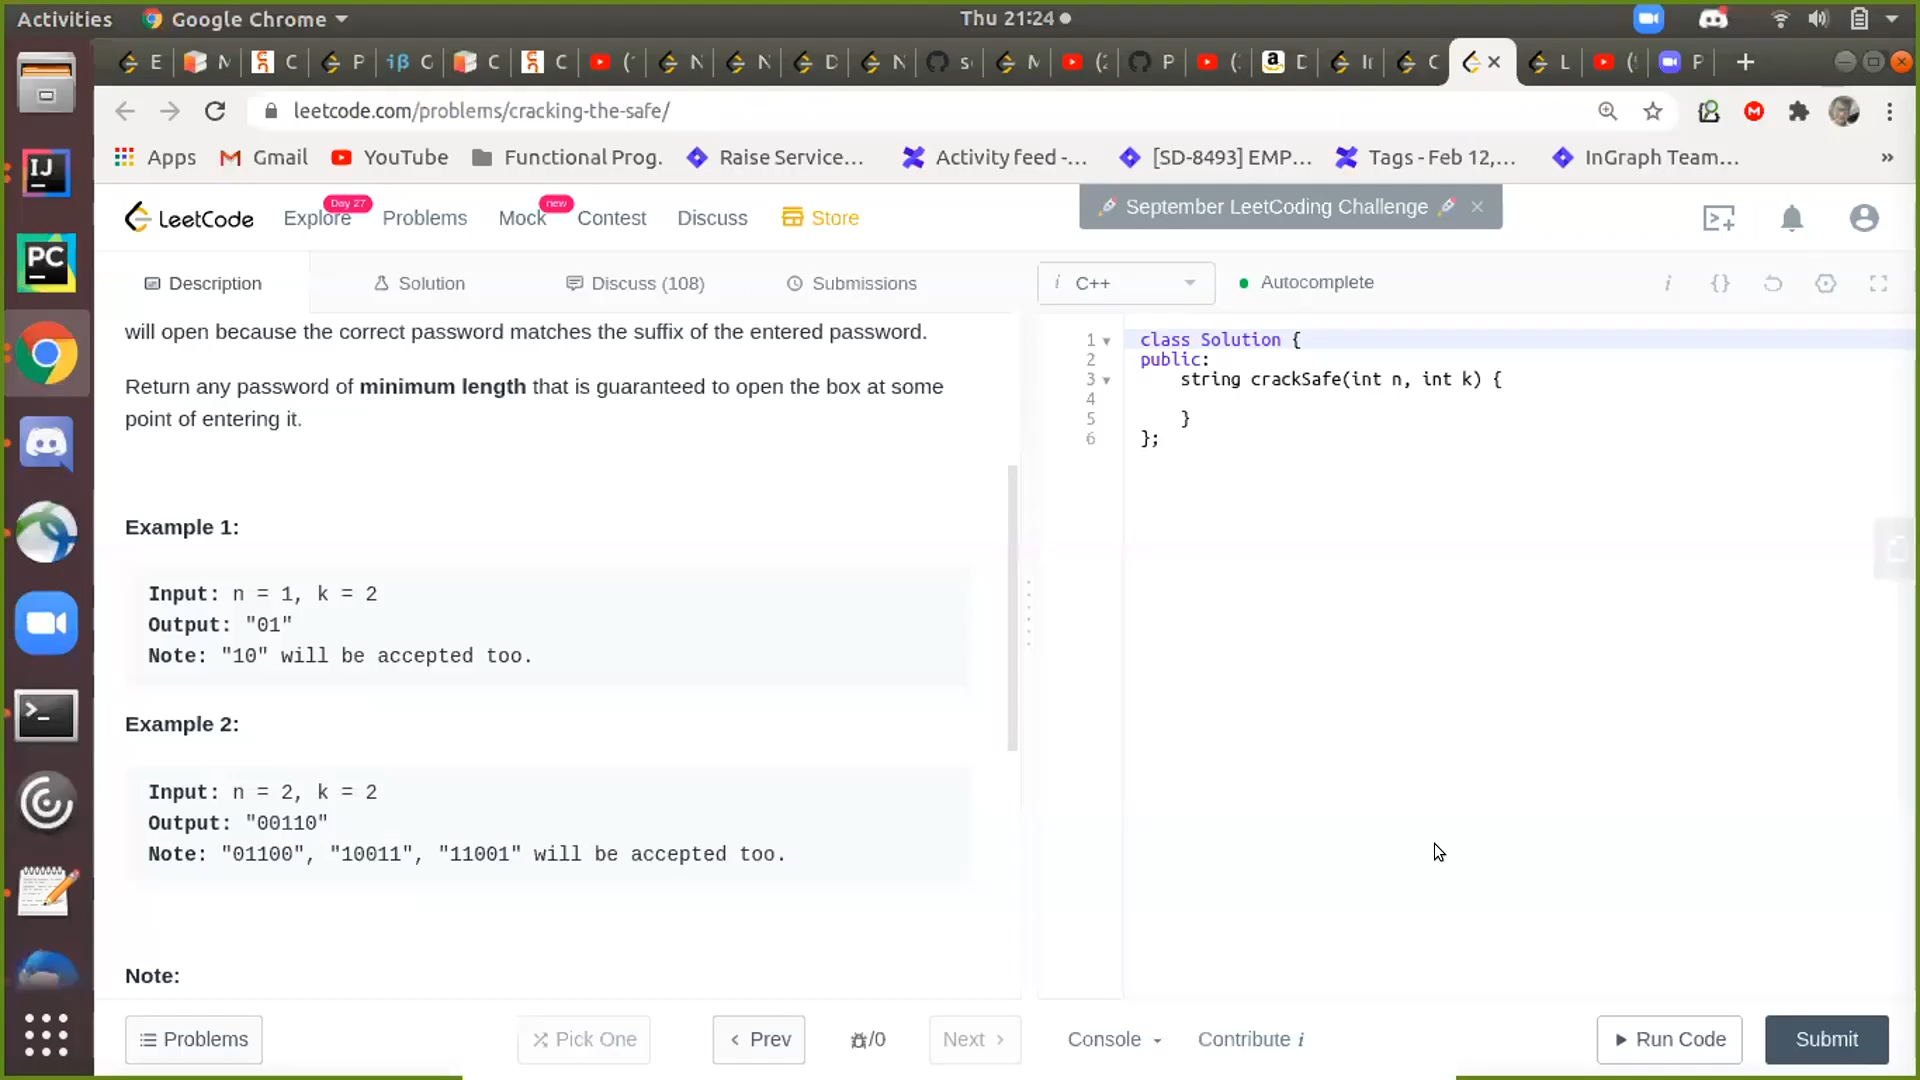 Activities Google Chrome Thu 21:24
E M C P iβ C C C (1 N N D N s M (2 P (2 D Ir C L (! P
leetcode.com/problems/cracking-the-safe/
Apps Gmail YouTube Functional Prog. Raise Service... Activity feed -... [SD-8493] EMP... Tags - Feb 12,... InGraph Team... »
LeetCode Explore Day 27 Problems Mock new Contest Discuss Store September LeetCoding Challenge
Description Solution Discuss (108) Submissions C++ Autocomplete
will open because the correct password matches the suffix of the entered password.
Return any password of minimum length that is guaranteed to open the box at some
point of entering it.
Example 1:
Input: n = 1, k = 2
Output: "01"
Note: "10" will be accepted too.
Example 2:
Input: n = 2, k = 2
Output: "00110"
Note: "01100", "10011", "11001" will be accepted too.
Note:
1 class Solution {
2 public:
3 string crackSafe(int n, int k) {
4
5 }
6 };
Problems Pick One Prev /0 Next Console Contribute i Run Code Submit
IJ
PC